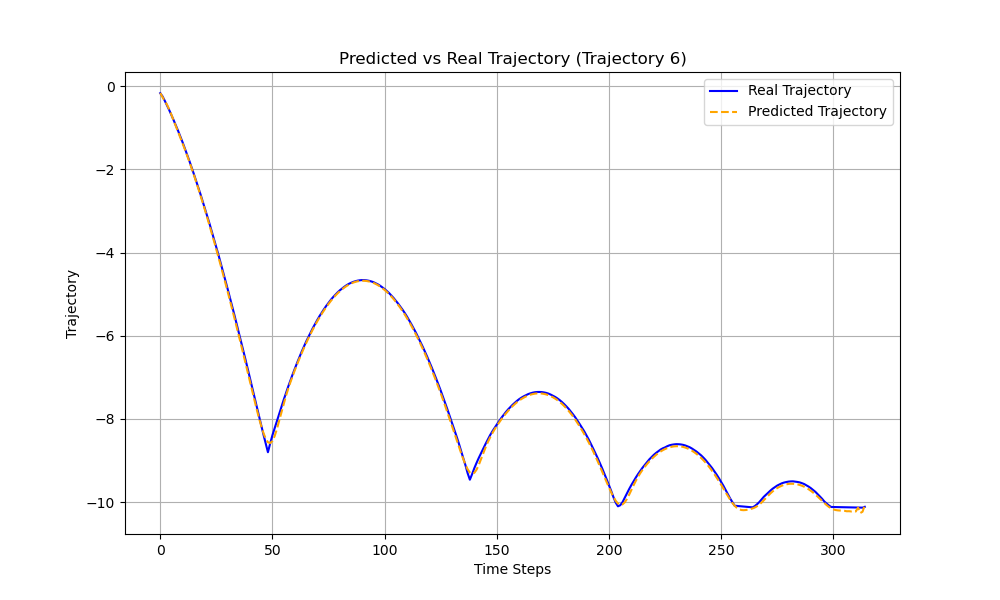 Predicted vs Real Trajectory (Trajectory 6)
Real Trajectory
Predicted Trajectory
Trajectory
0
−2
−4
−6
−8
−10
0 50 100 150 200 250 300
Time Steps